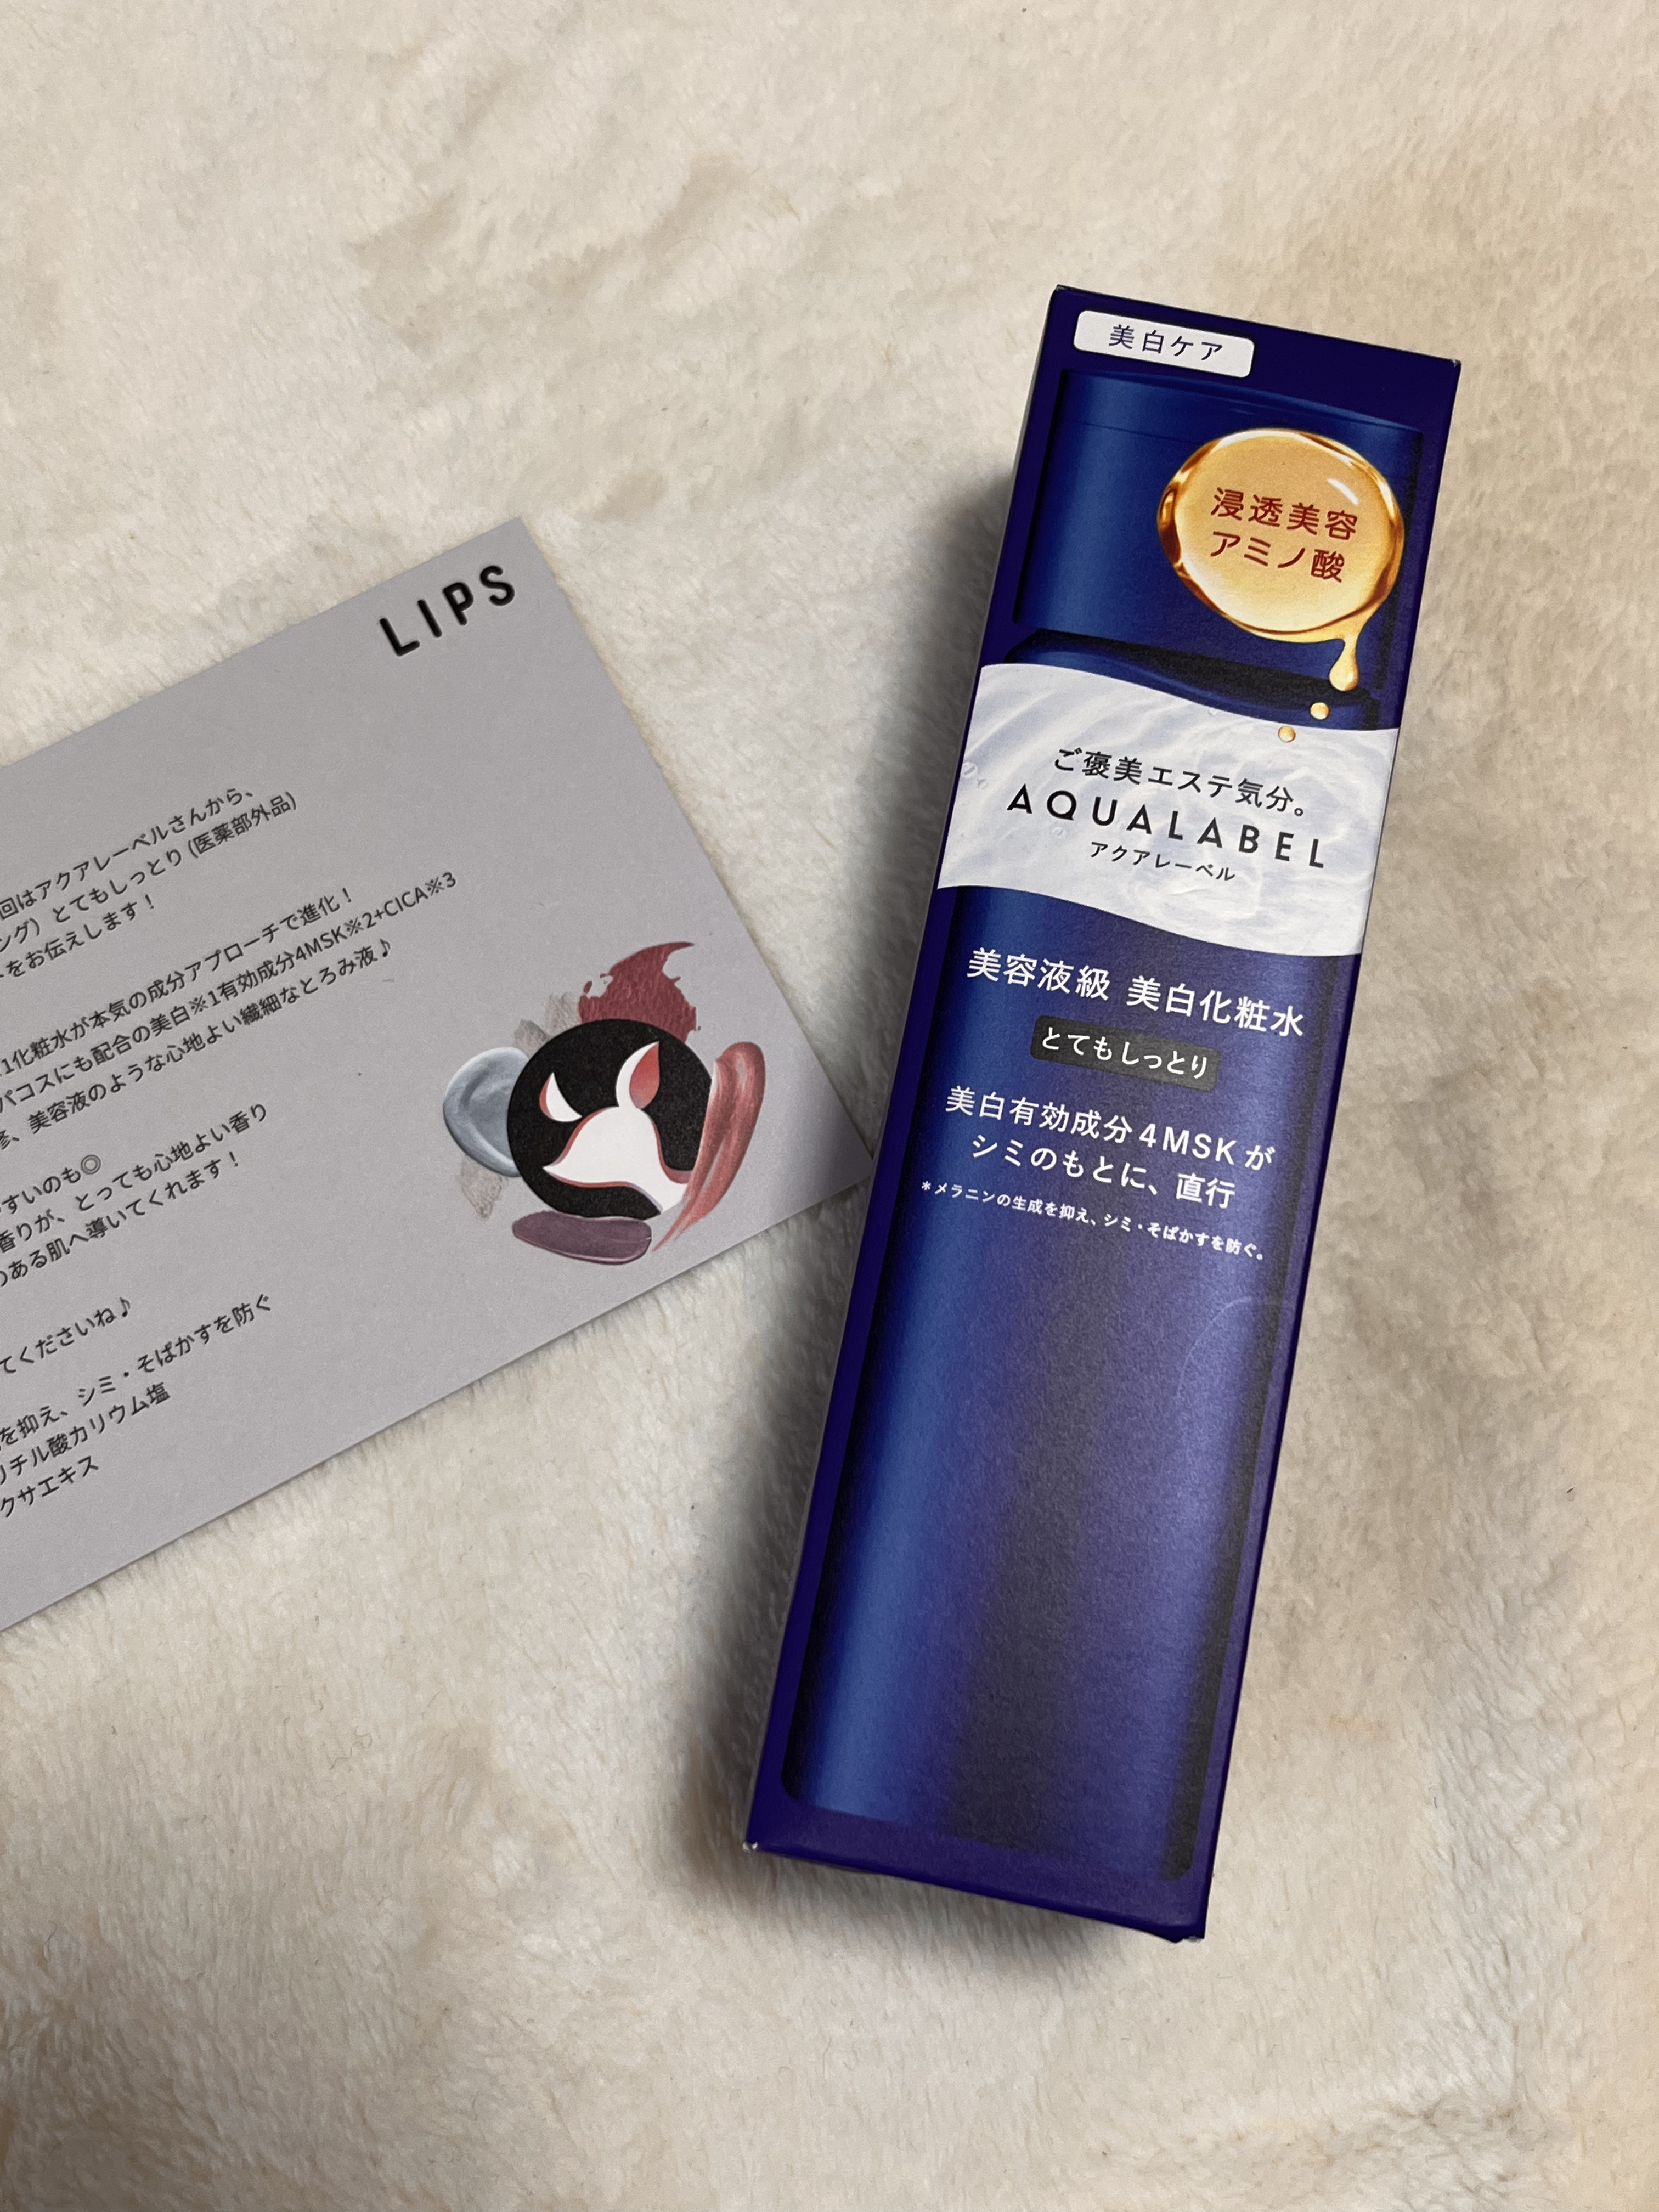 LIPS
回はアクアレーベルさんから、
ング）とてもしっとり (医薬部外品)
をお伝えします！
1化粧水が本気の成分アプローチで進化！
パコスにも配合の美白※1有効成分4MSK※2+CICA※3
、美容液のような心地よい繊細なとろみ液♪
すいのも◎
香りが、とっても心地よい香り
のある肌へ導いてくれます！
てくださいね♪
を抑え、シミ・そばかすを防ぐ
リチル酸カリウム塩
クサエキス
美白ケア
浸透美容
アミノ酸
ご褒美エステ気分。
AQUALABEL
アクアレーベル
美容液級 美白化粧水
とてもしっとり
美白有効成分4MSKが
シミのもとに、直行
*メラニンの生成を抑え、シミ・そばかすを防ぐ。